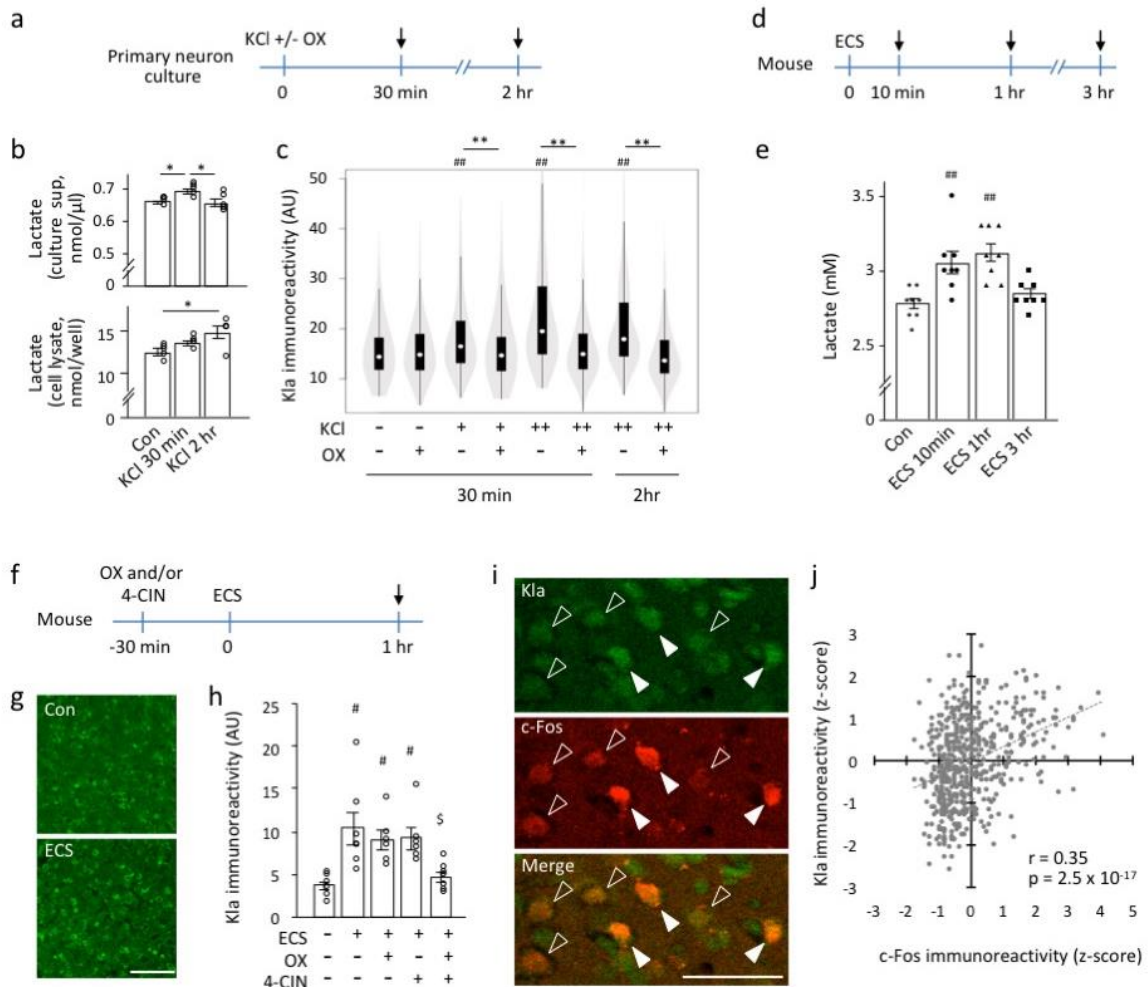 a
KCl +/- OX
Primary neuron
culture
0
30 min
2 hr
d
ECS
Mouse
0
10 min
1 hr
3 hr
b
Lactate
(culture sup,
nmol/µl)
0.7
0.6
0.5
0
*
*
Lactate
(cell lysate,
nmol/well)
15
10
0
*
Con
KCl 30 min
KCl 2 hr
c
Kla immunoreactivity (AU)
50
40
30
20
10
##
**
##
**
##
**
KCl - - + + ++ ++ ++ ++
OX - + - + - + - +
30 min
2hr
e
Lactate (mM)
3.5
3
2.5
0
##
##
Con
ECS 10min
ECS 1hr
ECS 3 hr
f
OX and/or
4-CIN
ECS
Mouse
-30 min
0
1 hr
g
Con
ECS
h
Kla immunoreactivity (AU)
25
20
15
10
5
0
#
#
#
$
ECS - + + + +
OX - - + - +
4-CIN - - - + +
i
Kla
c-Fos
Merge
j
Kla immunoreactivity (z-score)
3
2
1
0
-1
-2
-3
r = 0.35
p = 2.5 x 10-17
-3 -2 -1 0 1 2 3 4 5
c-Fos immunoreactivity (z-score)